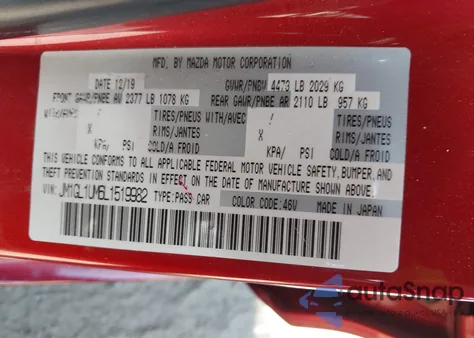 MFD. BY MAZDA MOTOR CORPORATION
DATE 12/19 GVWR/PNBV 4473 LB 2029 KG
FRONT GAWR/PNBE AV 2377 LB 1078 KG REAR GAWR/PNBE AR 2110 LB 957 KG
TIRES/PNEUS WITH/AVEC TIRES/PNEUS
X RIMS/JANTES RIMS/JANTES
KPA/ PSI COLD/FROID KPA/ PSI COLD/FROID
THIS VEHICLE CONFORMS TO ALL APPLICABLE FEDERAL MOTOR VEHICLE SAFETY, BUMPER, AND
THEFT PREVENTION STANDARDS IN EFFECT ON THE DATE OF MANUFACTURE SHOWN ABOVE.
VIN: JM1GL1UM6L1519982 TYPE:PASS CAR COLOR CODE:46V MADE IN JAPAN
autoSnap